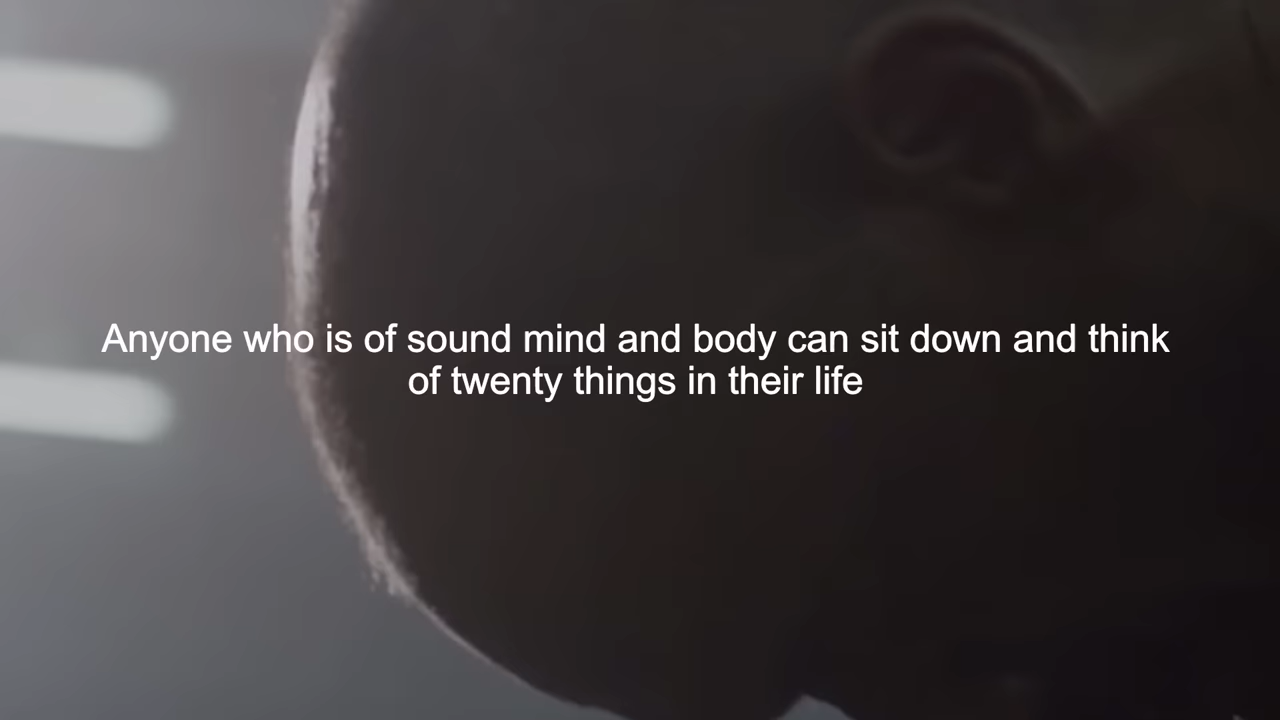 Anyone who is of sound mind and body can sit down and think
of twenty things in their life